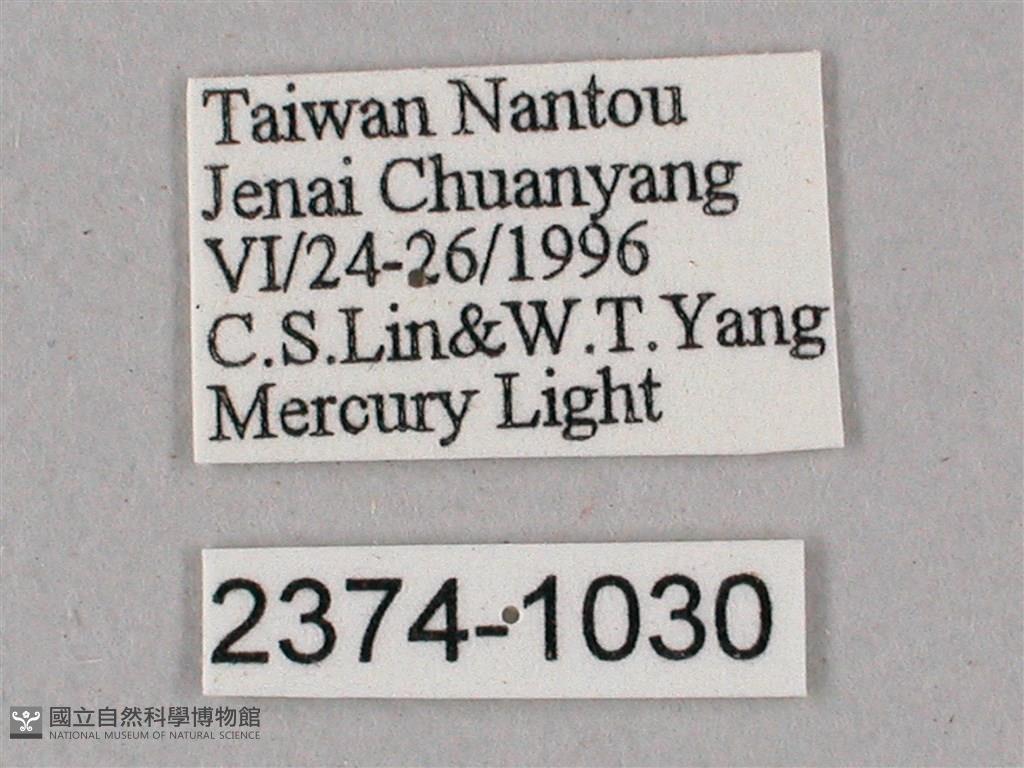 Taiwan Nantou
Jenai Chuanyang
VI/24-26/1996
C.S.Lin&W.T.Yang
Mercury Light
2374-1030
國立自然科學博物館
NATIONAL MUSEUM OF NATURAL SCIENCE